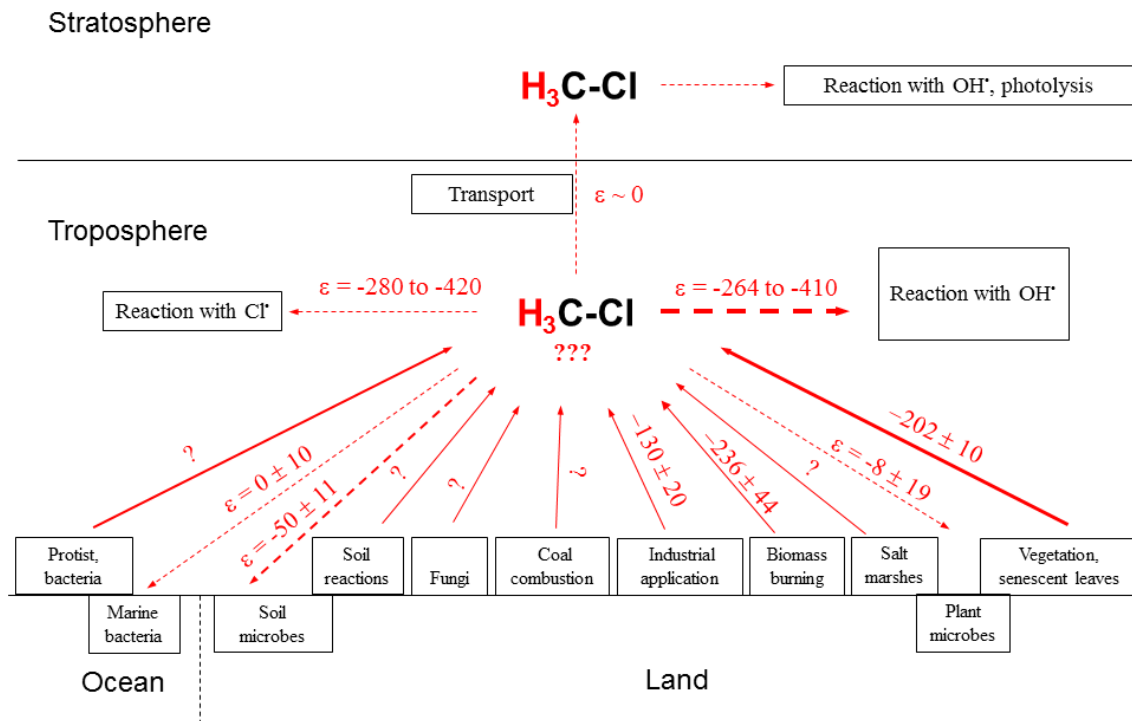 Stratosphere
H₃C-Cl
Reaction with OH•, photolysis
Transport
ε ~ 0
Troposphere
ε = -280 to -420
ε = -264 to -410
Reaction with Cl•
H₃C-Cl
Reaction with OH•
???
?
ε = 0 ± 10
ε = -50 ± 11
?
?
?
−130 ± 20
−236 ± 44
?
ε = -8 ± 19
−202 ± 10
Protist,
bacteria
Soil
reactions
Fungi
Coal
combustion
Industrial
application
Biomass
burning
Salt
marshes
Vegetation,
senescent leaves
Marine
bacteria
Soil
microbes
Plant
microbes
Ocean
Land